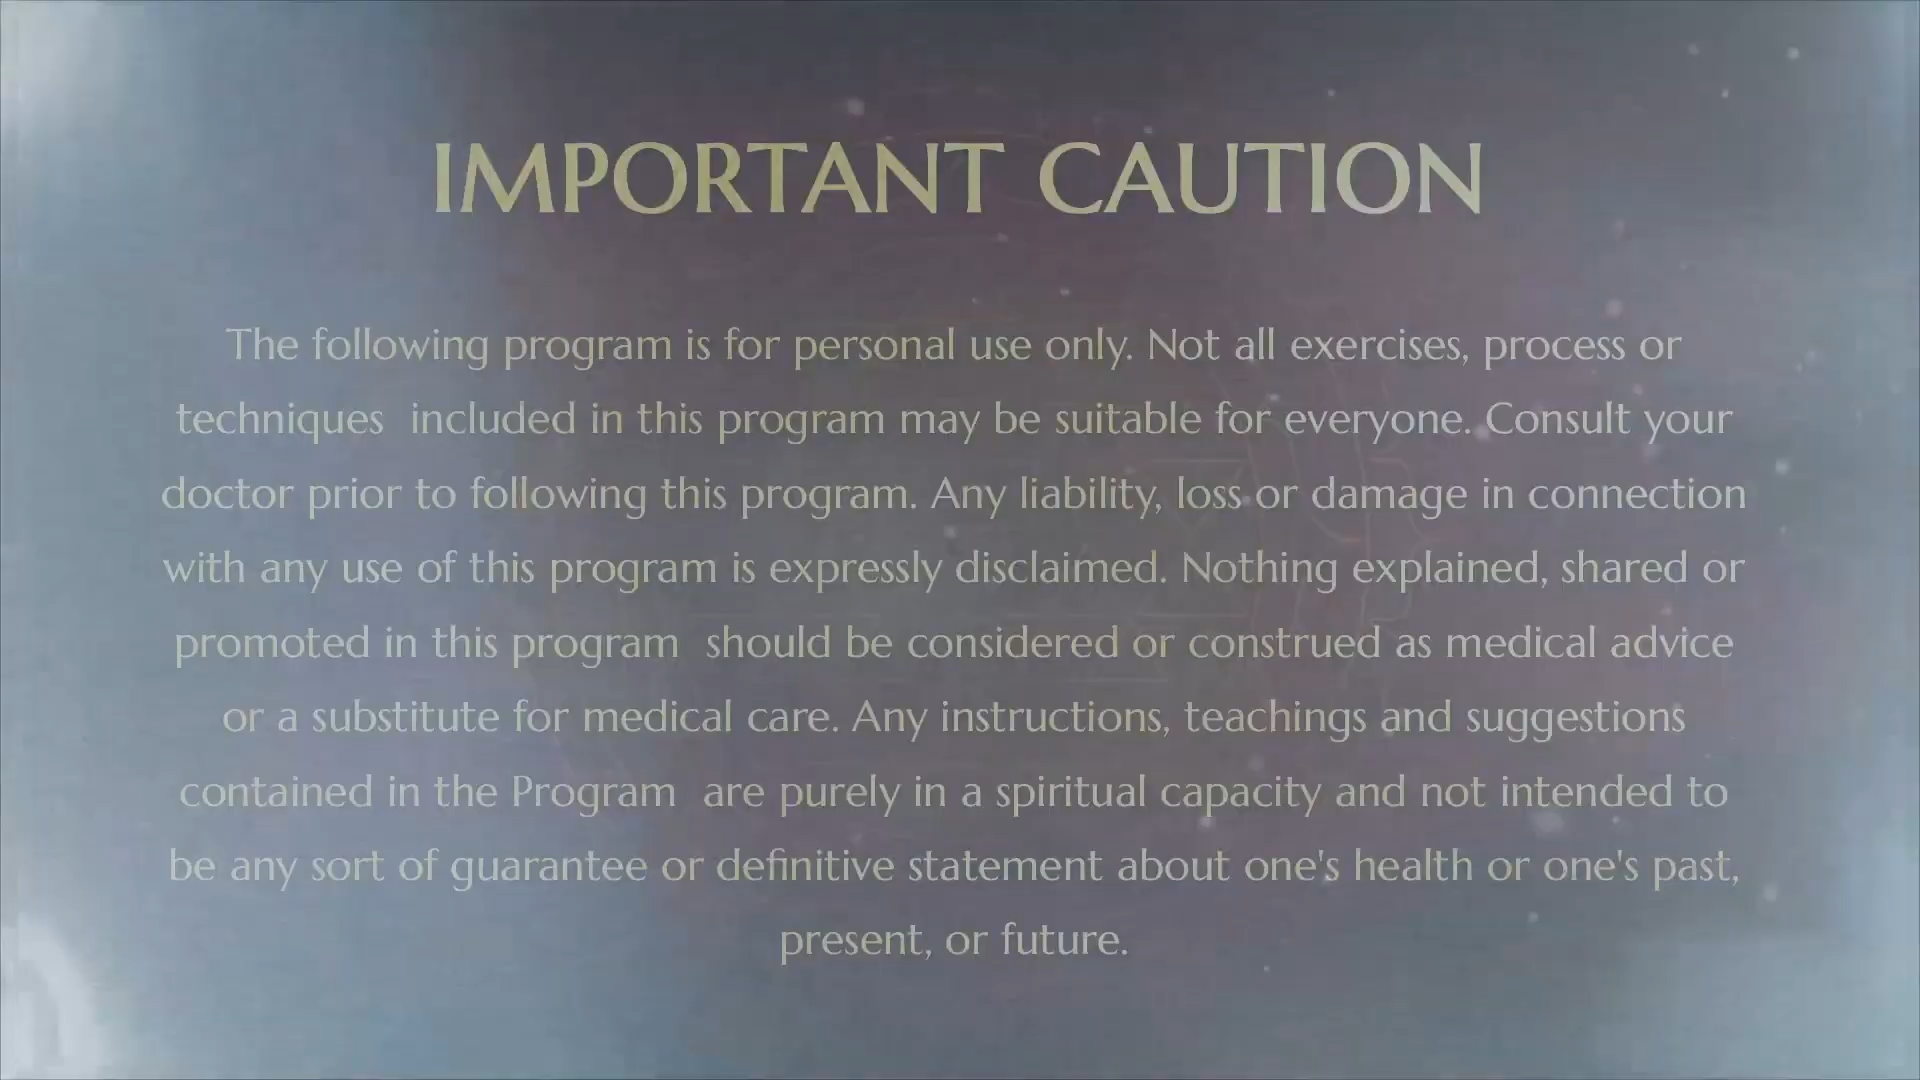 IMPORTANT CAUTION
The following program is for personal use only. Not all exercises, process or
techniques  included in this program may be suitable for everyone. Consult your
doctor prior to following this program. Any liability, loss or damage in connection
with any use of this program is expressly disclaimed. Nothing explained, shared or
promoted in this program  should be considered or construed as medical advice
or a substitute for medical care. Any instructions, teachings and suggestions
contained in the Program  are purely in a spiritual capacity and not intended to
be any sort of guarantee or definitive statement about one's health or one's past,
present, or future.